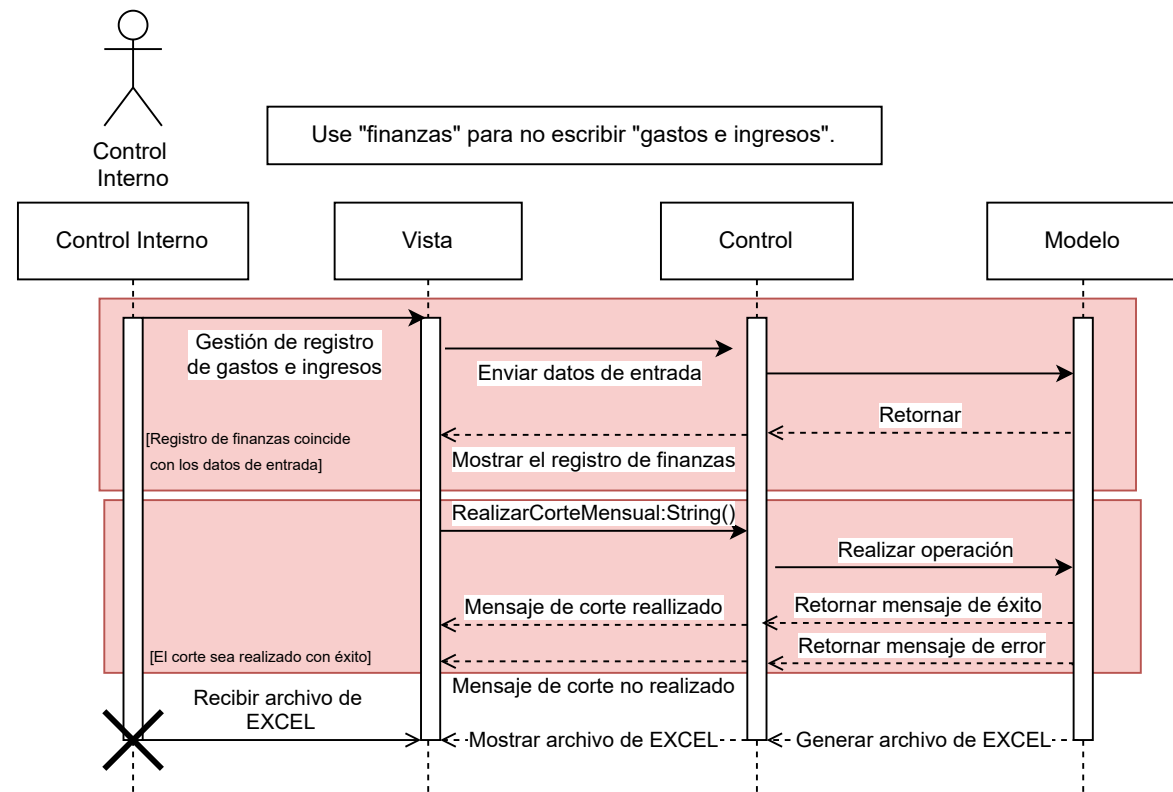 Control
Interno
Use "finanzas" para no escribir "gastos e ingresos".
Control Interno
Vista
Control
Modelo
Gestión de registro
de gastos e ingresos
Enviar datos de entrada
Retornar
[Registro de finanzas coincide
con los datos de entrada]
Mostrar el registro de finanzas
RealizarCorteMensual:String()
Realizar operación
Mensaje de corte reallizado
Retornar mensaje de éxito
Retornar mensaje de error
[El corte sea realizado con éxito]
Mensaje de corte no realizado
Recibir archivo de
EXCEL
Mostrar archivo de EXCEL
Generar archivo de EXCEL